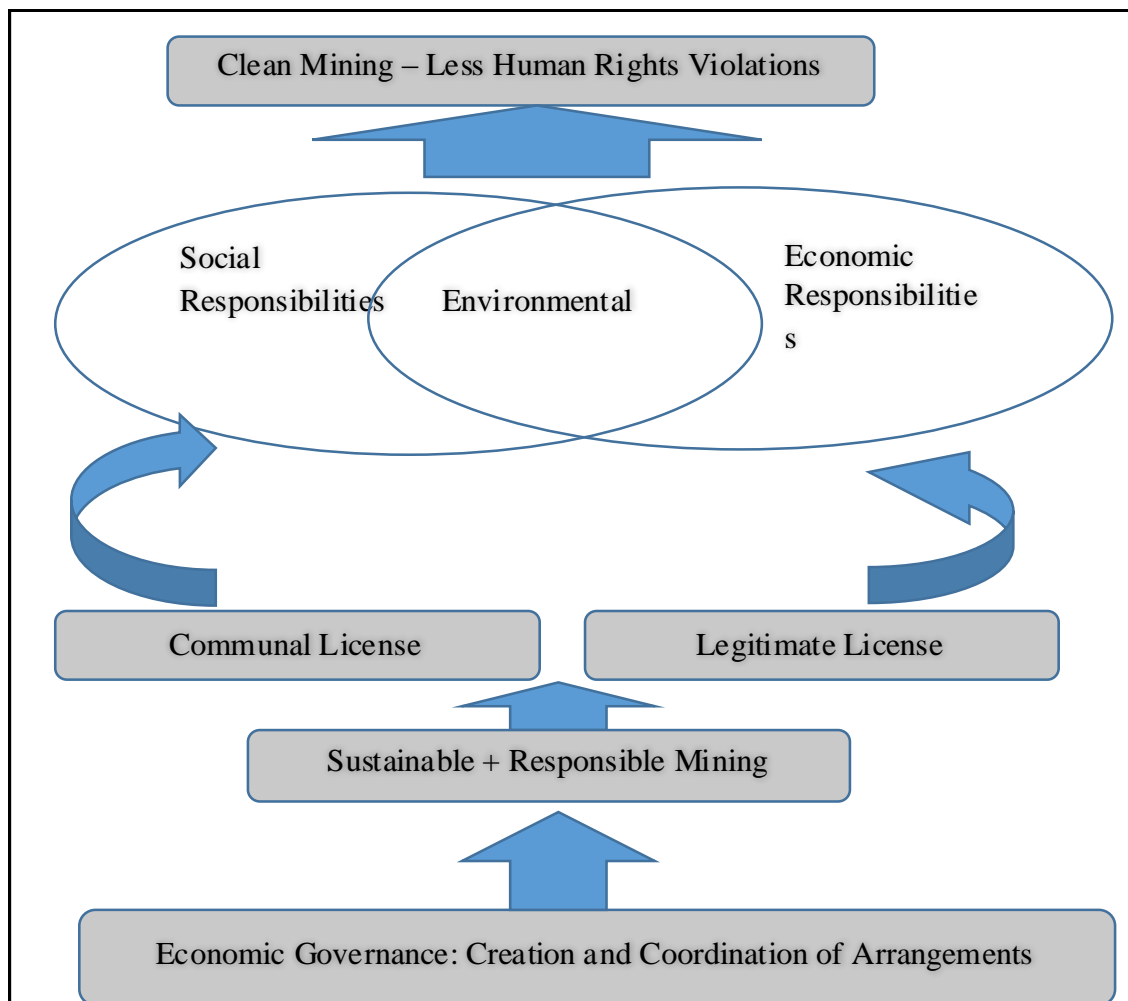 Clean Mining – Less Human Rights Violations
Social
Responsibilities
Environmental
Economic
Responsibilitie
s
Communal License
Legitimate License
Sustainable + Responsible Mining
Economic Governance: Creation and Coordination of Arrangements